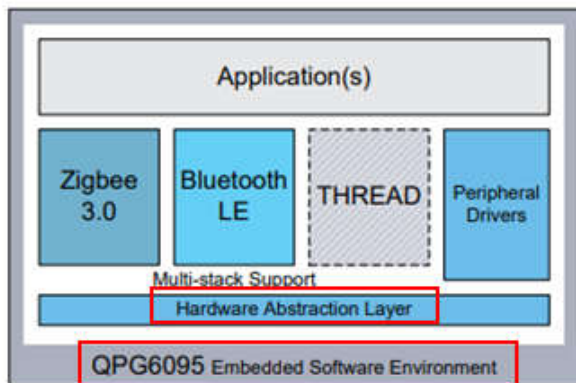 Application(s)
Zigbee
3.0
Bluetooth
LE
THREAD
Peripheral
Drivers
Multi-stack Support
Hardware Abstraction Layer
QPG6095 Embedded Software Environment